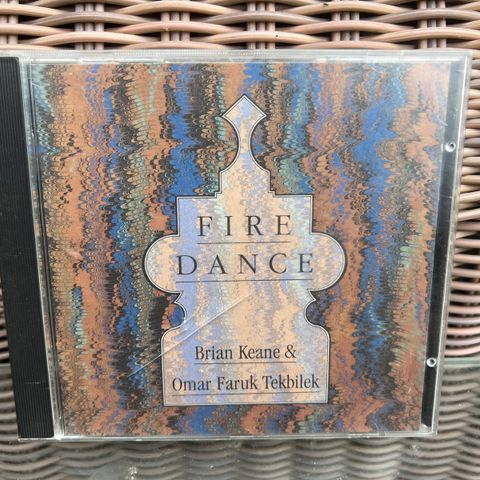 FIRE
DANCE
Brian Keane &
Omar Faruk Tekbilek